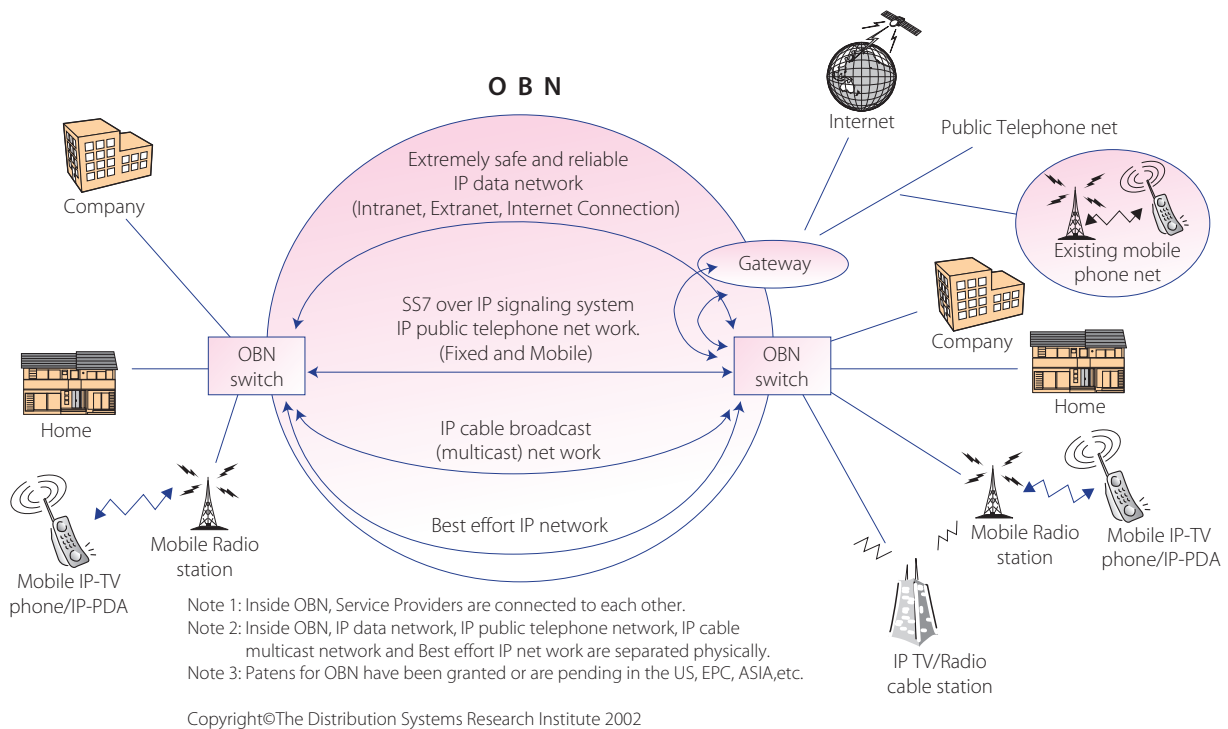 O B N
Extremely safe and reliable
IP data network
(Intranet, Extranet, Internet Connection)
Internet
Public Telephone net
Company
Gateway
Existing mobile
phone net
SS7 over IP signaling system
IP public telephone net work.
(Fixed and Mobile)
Company
OBN
switch
OBN
switch
Home
Home
IP cable broadcast
(multicast) net work
Best effort IP network
Mobile Radio
station
Mobile IP-TV
phone/IP-PDA
Mobile Radio
station
Mobile IP-TV
phone/IP-PDA
IP TV/Radio
cable station
Note 1: Inside OBN, Service Providers are connected to each other.
Note 2: Inside OBN, IP data network, IP public telephone network, IP cable
multicast network and Best effort IP net work are separated physically.
Note 3: Patens for OBN have been granted or are pending in the US, EPC, ASIA,etc.
Copyright©The Distribution Systems Research Institute 2002